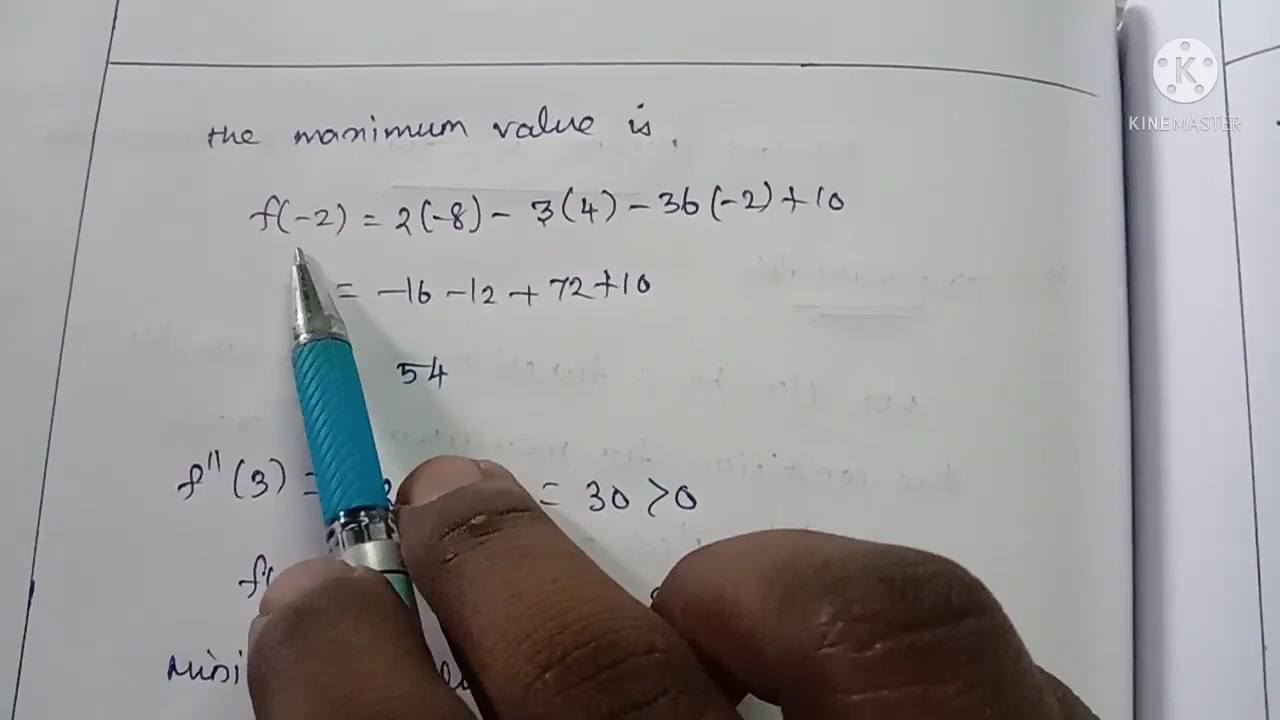 the maximum value is.
KINEMASTER
f(-2) = 2(-8) - 3(4) - 36(-2) + 10
= -16 -12 + 72 + 10
54
f"(3) = = 30 > 0